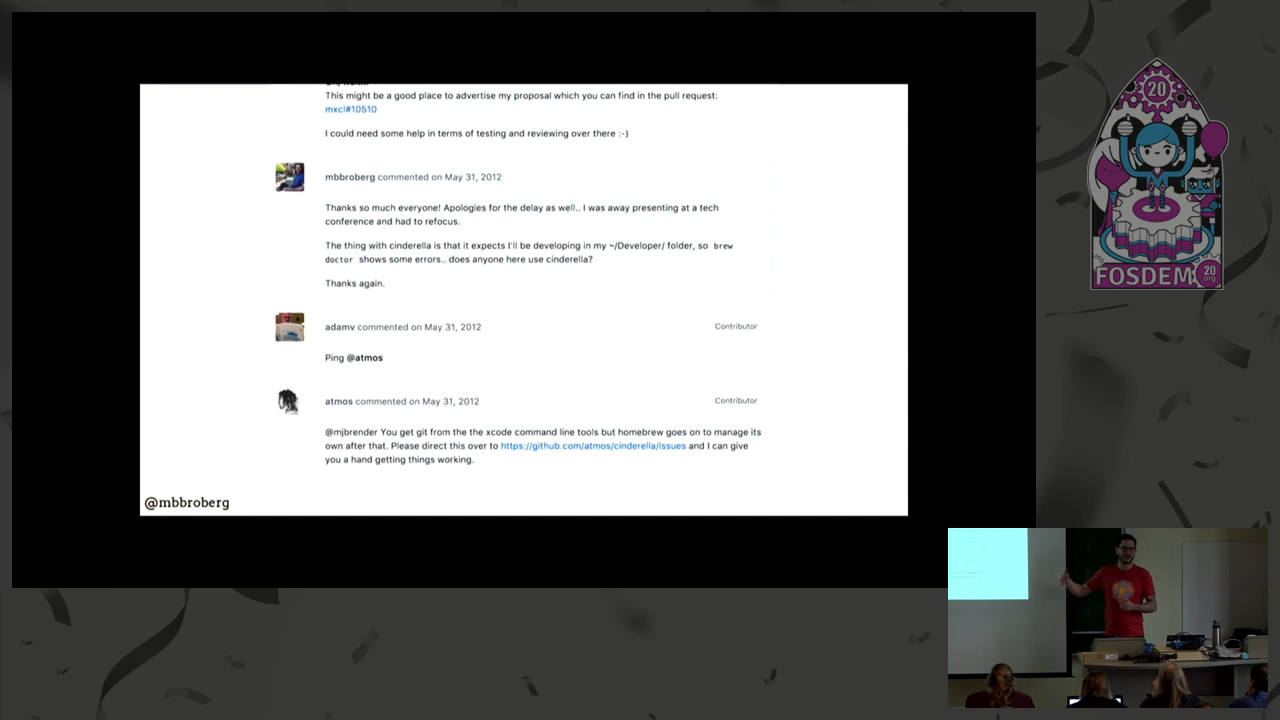 This might be a good place to advertise my proposal which you can find in the pull request:
mxcl#10510
I could need some help in terms of testing and reviewing over there :-)
mbbroberg commented on May 31, 2012
Thanks so much everyone! Apologies for the delay as well.. I was away presenting at a tech
conference and had to refocus.
The thing with cinderella is that it expects I'll be developing in my ~/Developer/ folder, so brew
doctor shows some errors.. does anyone here use cinderella?
Thanks again.
adamv commented on May 31, 2012
Contributor
Ping @atmos
atmos commented on May 31, 2012
Contributor
@mjbrender You get git from the the xcode command line tools but homebrew goes on to manage its
own after that. Please direct this over to https://github.com/atmos/cinderella/issues and I can give
you a hand getting things working.
@mbbroberg
20
FOSDEM
20
.org